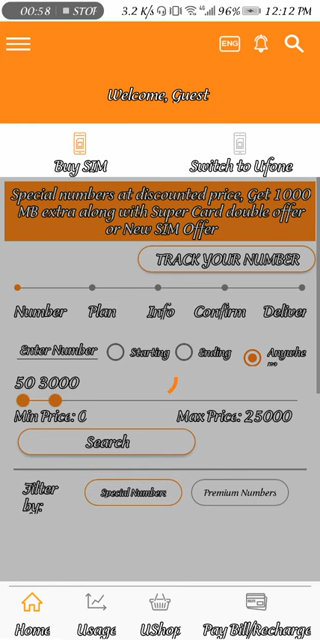 00:58 STOP 3.2 K/s 4G 96% 12:12 PM
ENG
Welcome, Guest
Buy SIM Switch to Ufone
Special numbers at discounted price, Get 1000
MB extra along with Super Card double offer
or New SIM Offer
TRACK YOUR NUMBER
Number Plan Info Confirm Deliver
Enter Number Starting Ending Anywhe
re
50 3000
Min Price: 0 Max Price: 25000
Search
Filter
by:
Special Numbers Premium Numbers
Home Usage UShop Pay Bill/Recharge